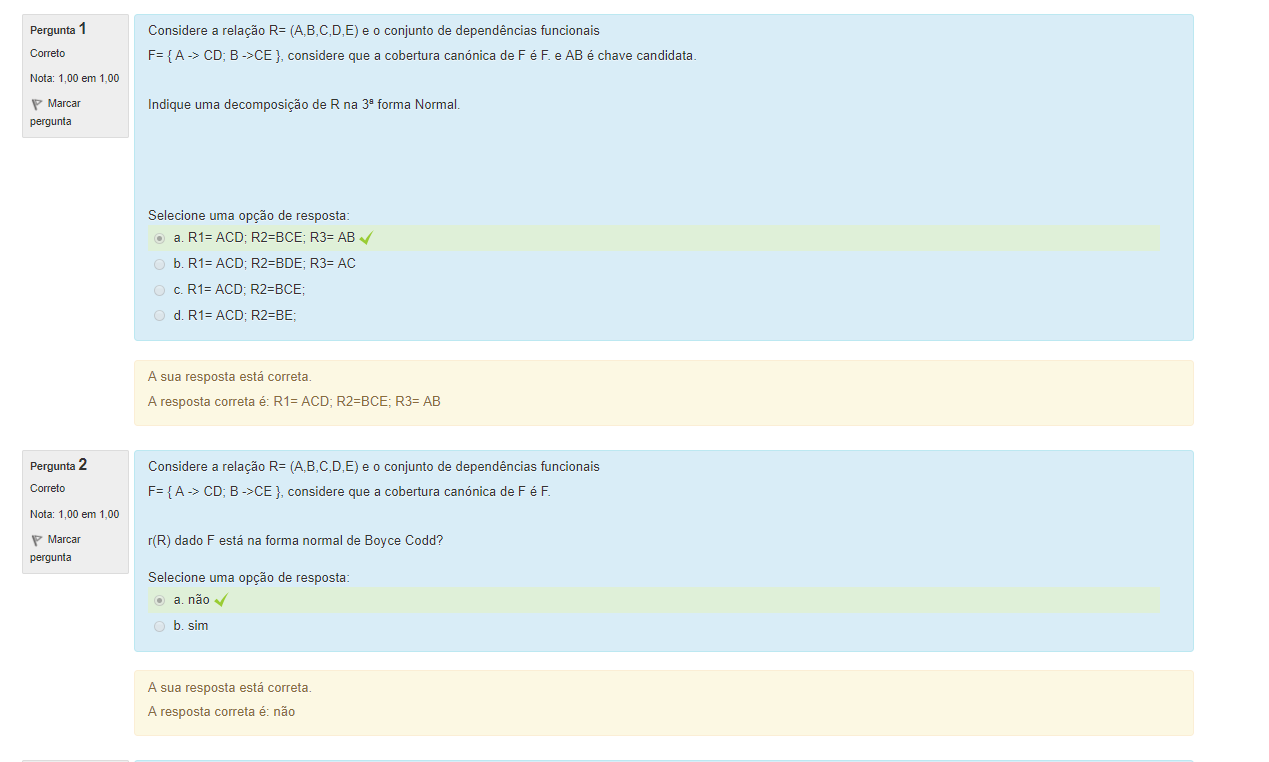 Pergunta 1
Correto
Nota: 1,00 em 1,00
Marcar
pergunta
Considere a relação R= (A,B,C,D,E) e o conjunto de dependências funcionais
F= { A -> CD; B ->CE }, considere que a cobertura canónica de F é F. e AB é chave candidata.
Indique uma decomposição de R na 3ª forma Normal.
Selecione uma opção de resposta:
a. R1= ACD; R2=BCE; R3= AB
b. R1= ACD; R2=BDE; R3= AC
c. R1= ACD; R2=BCE;
d. R1= ACD; R2=BE;
A sua resposta está correta.
A resposta correta é: R1= ACD; R2=BCE; R3= AB
Pergunta 2
Correto
Nota: 1,00 em 1,00
Marcar
pergunta
Considere a relação R= (A,B,C,D,E) e o conjunto de dependências funcionais
F= { A -> CD; B ->CE }, considere que a cobertura canónica de F é F.
r(R) dado F está na forma normal de Boyce Codd?
Selecione uma opção de resposta:
a. não
b. sim
A sua resposta está correta.
A resposta correta é: não